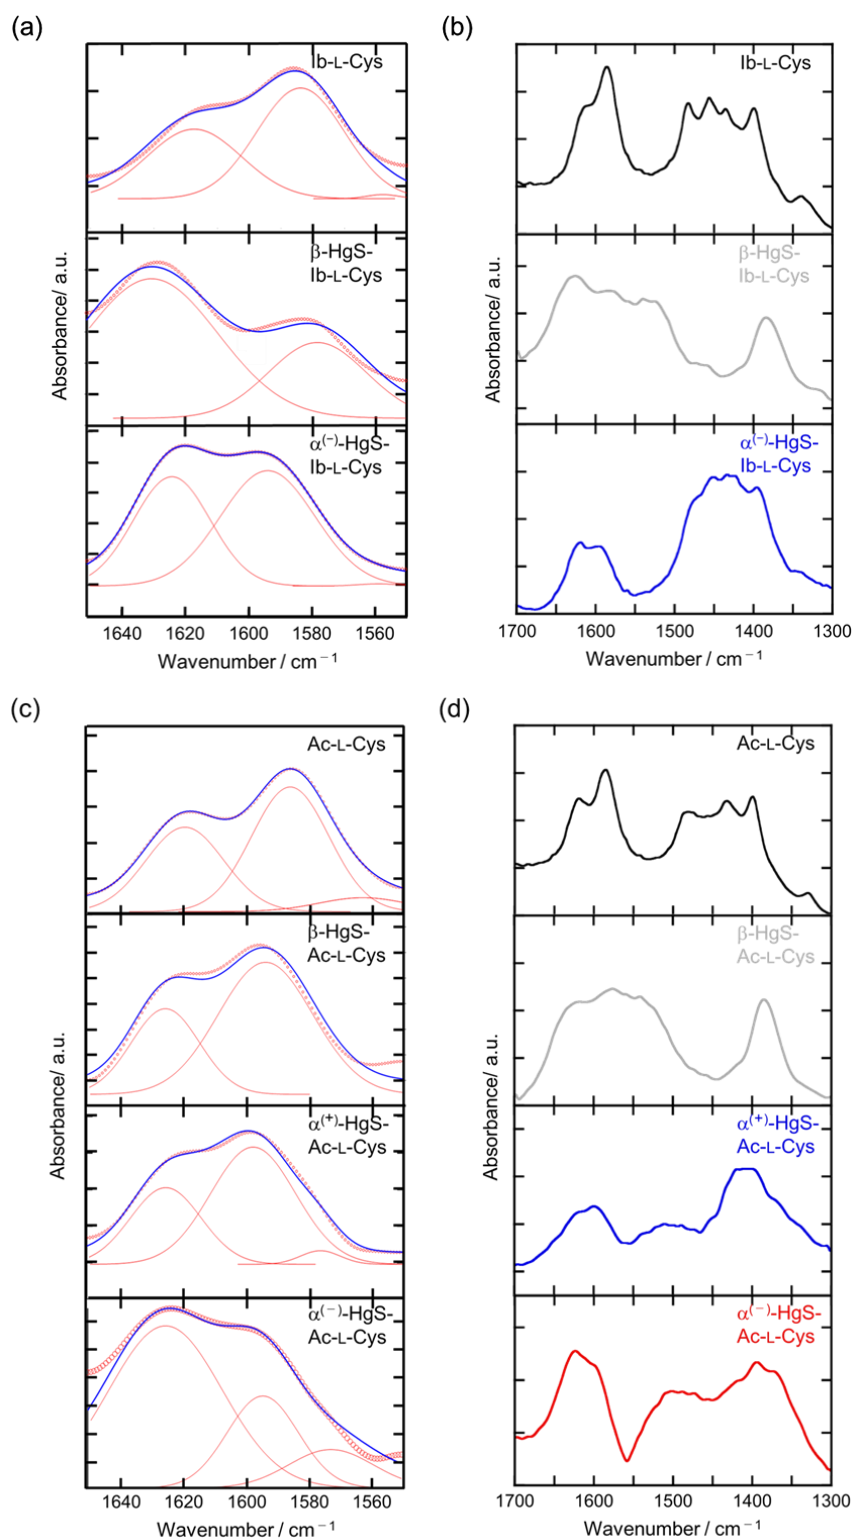 (a)
Ib-L-Cys
β-HgS-
Ib-L-Cys
α(−)-HgS-
Ib-L-Cys
Absorbance/ a.u.
1640 1620 1600 1580 1560
Wavenumber / cm−1
(b)
Ib-L-Cys
β-HgS-
Ib-L-Cys
α(−)-HgS-
Ib-L-Cys
Absorbance/ a.u.
1700 1600 1500 1400 1300
Wavenumber / cm−1
(c)
Ac-L-Cys
β-HgS-
Ac-L-Cys
α(+)-HgS-
Ac-L-Cys
α(−)-HgS-
Ac-L-Cys
Absorbance/ a.u.
1640 1620 1600 1580 1560
Wavenumber / cm−1
(d)
Ac-L-Cys
β-HgS-
Ac-L-Cys
α(+)-HgS-
Ac-L-Cys
α(−)-HgS-
Ac-L-Cys
Absorbance/ a.u.
1700 1600 1500 1400 1300
Wavenumber / cm−1